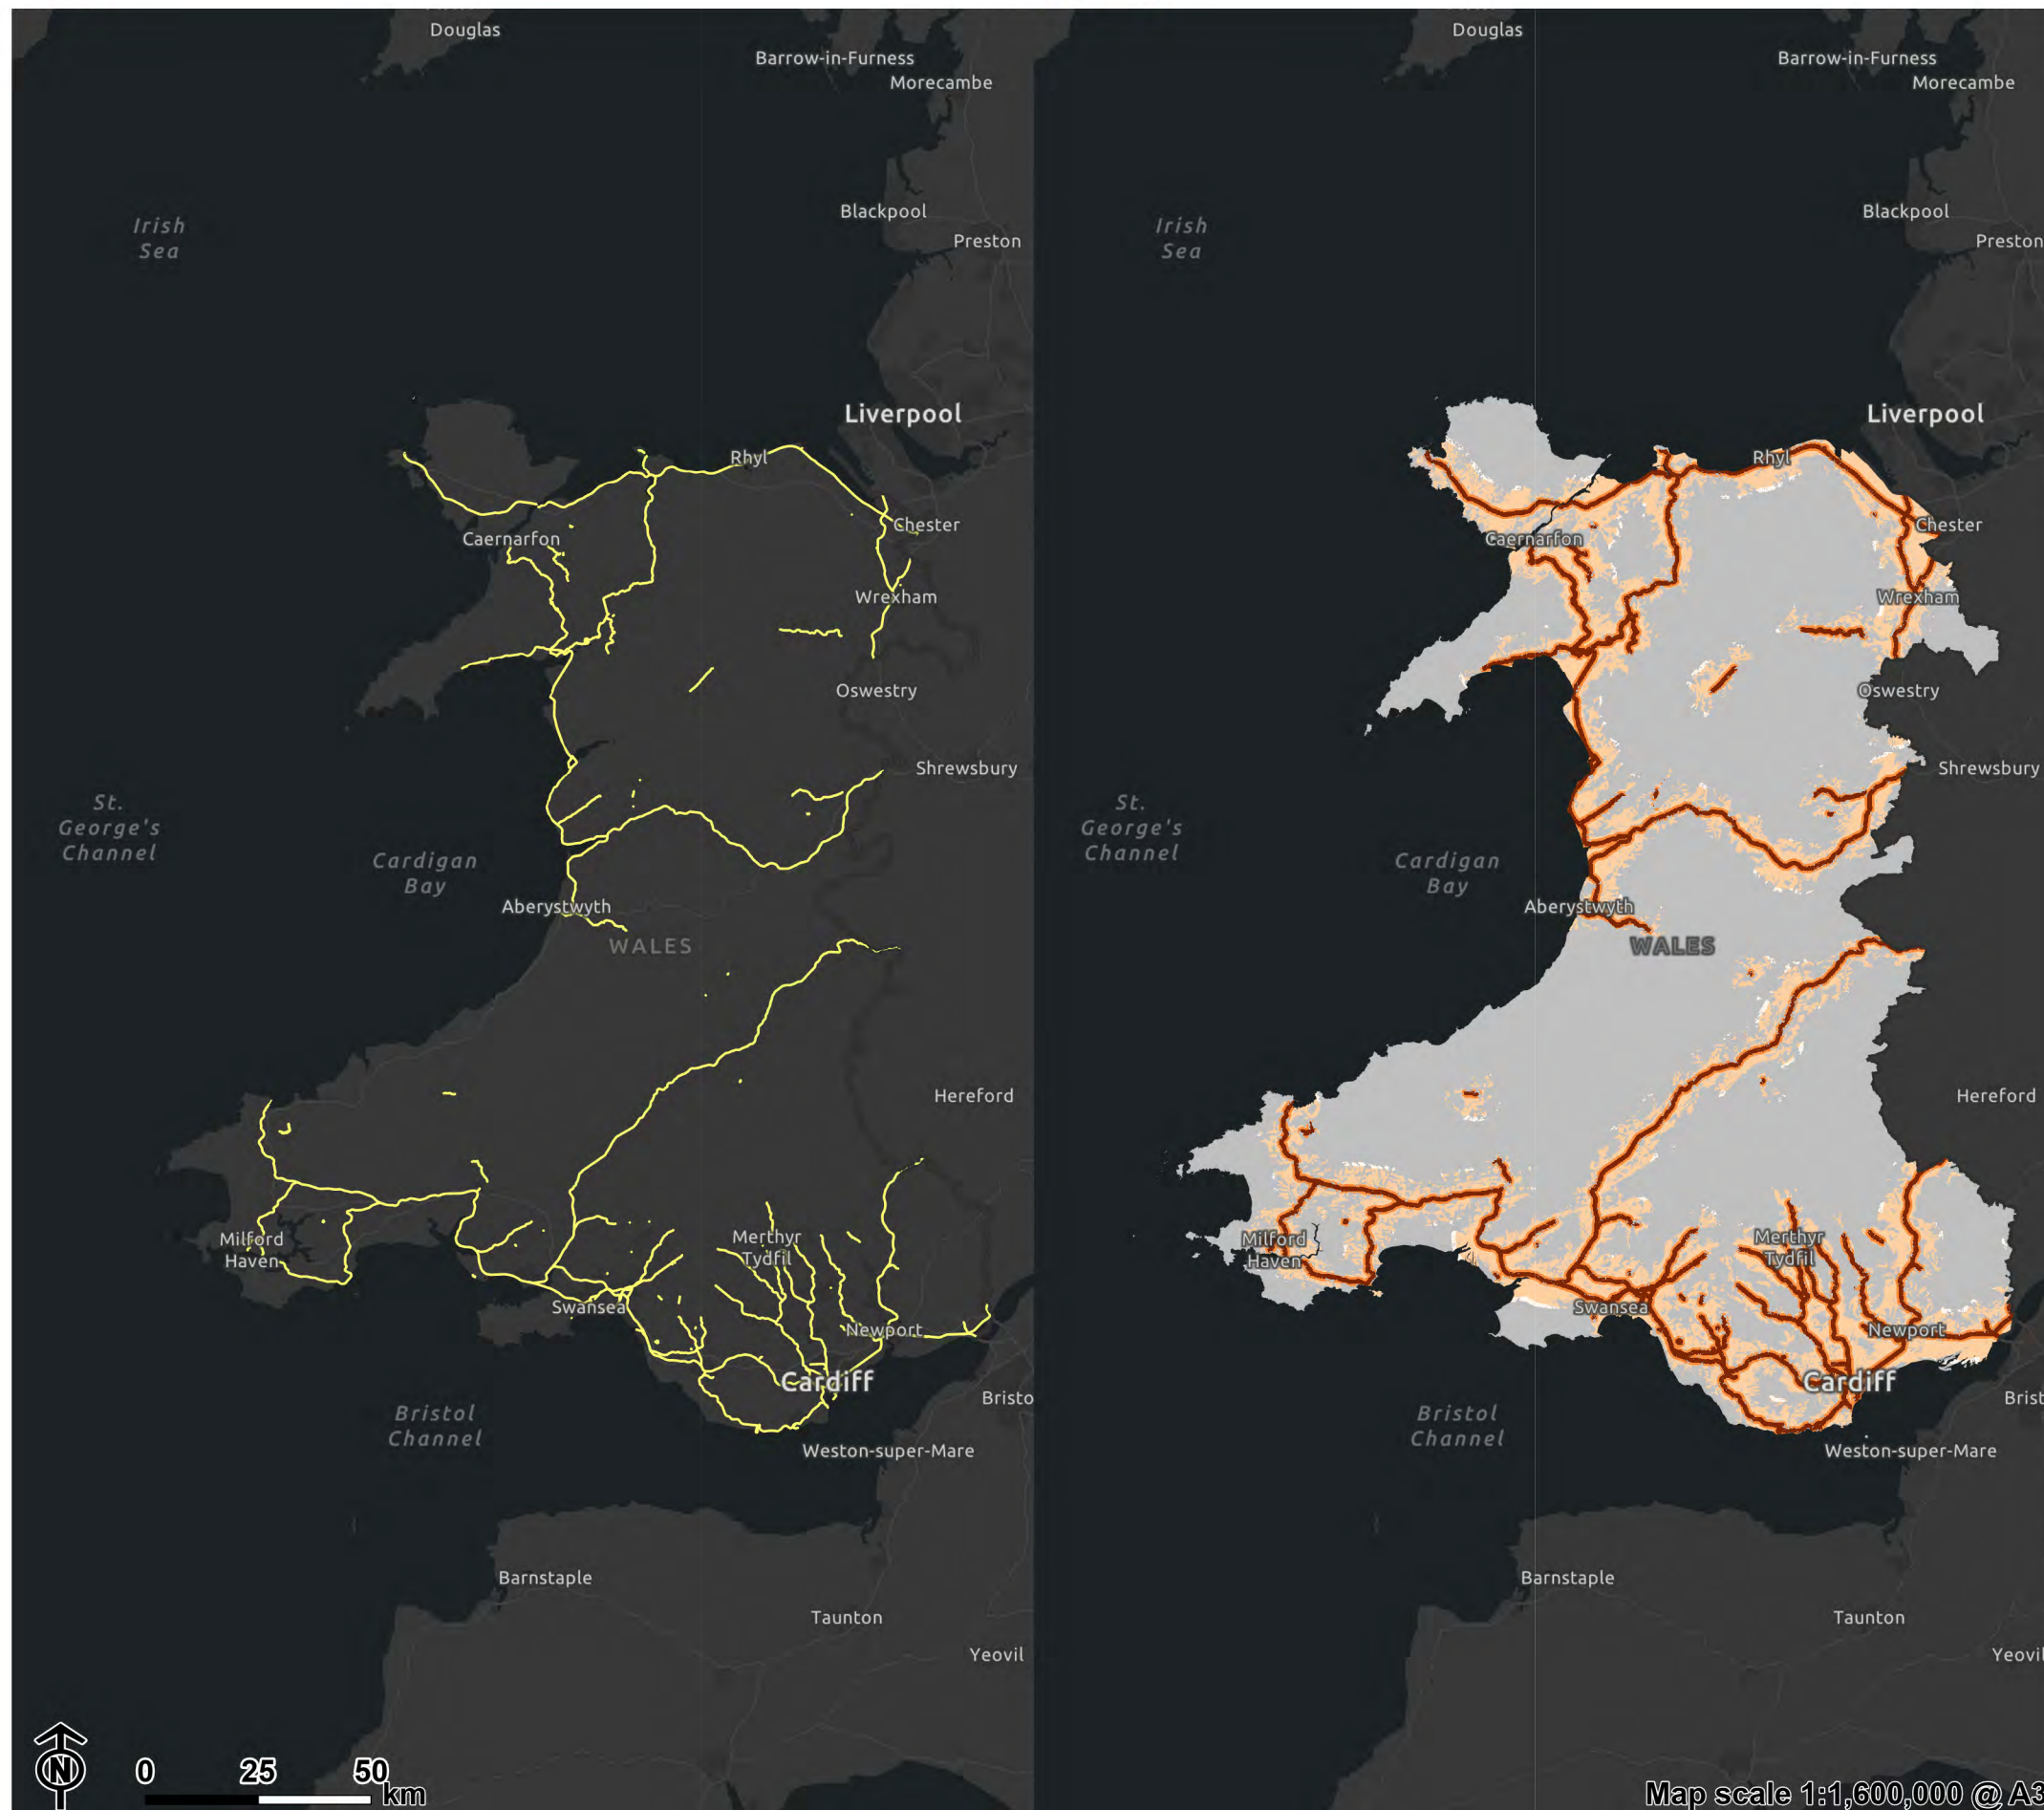 Douglas
Barrow-in-Furness
Morecambe
Irish
Sea
Blackpool
Preston
Liverpool
Rhyl
Chester
Caernarfon
Wrexham
Oswestry
Shrewsbury
St.
George's
Channel
Cardigan
Bay
Aberystwyth
WALES
Hereford
Milford
Haven
Merthyr
Tydfil
Swansea
Newport
Cardiff
Bristo
Bristol
Channel
Weston-super-Mare
Barnstaple
Taunton
Yeovil
N
0 25 50
km
Douglas
Barrow-in-Furness
Morecambe
Irish
Sea
Blackpool
Preston
Liverpool
Rhyl
Chester
Caernarfon
Wrexham
Oswestry
Shrewsbury
St.
George's
Channel
Cardigan
Bay
Aberystwyth
WALES
Hereford
Milford
Haven
Merthyr
Tydfil
Swansea
Newport
Cardiff
Brist
Bristol
Channel
Weston-super-Mare
Barnstaple
Taunton
Yeovil
Map scale 1:1,600,000 @ A3